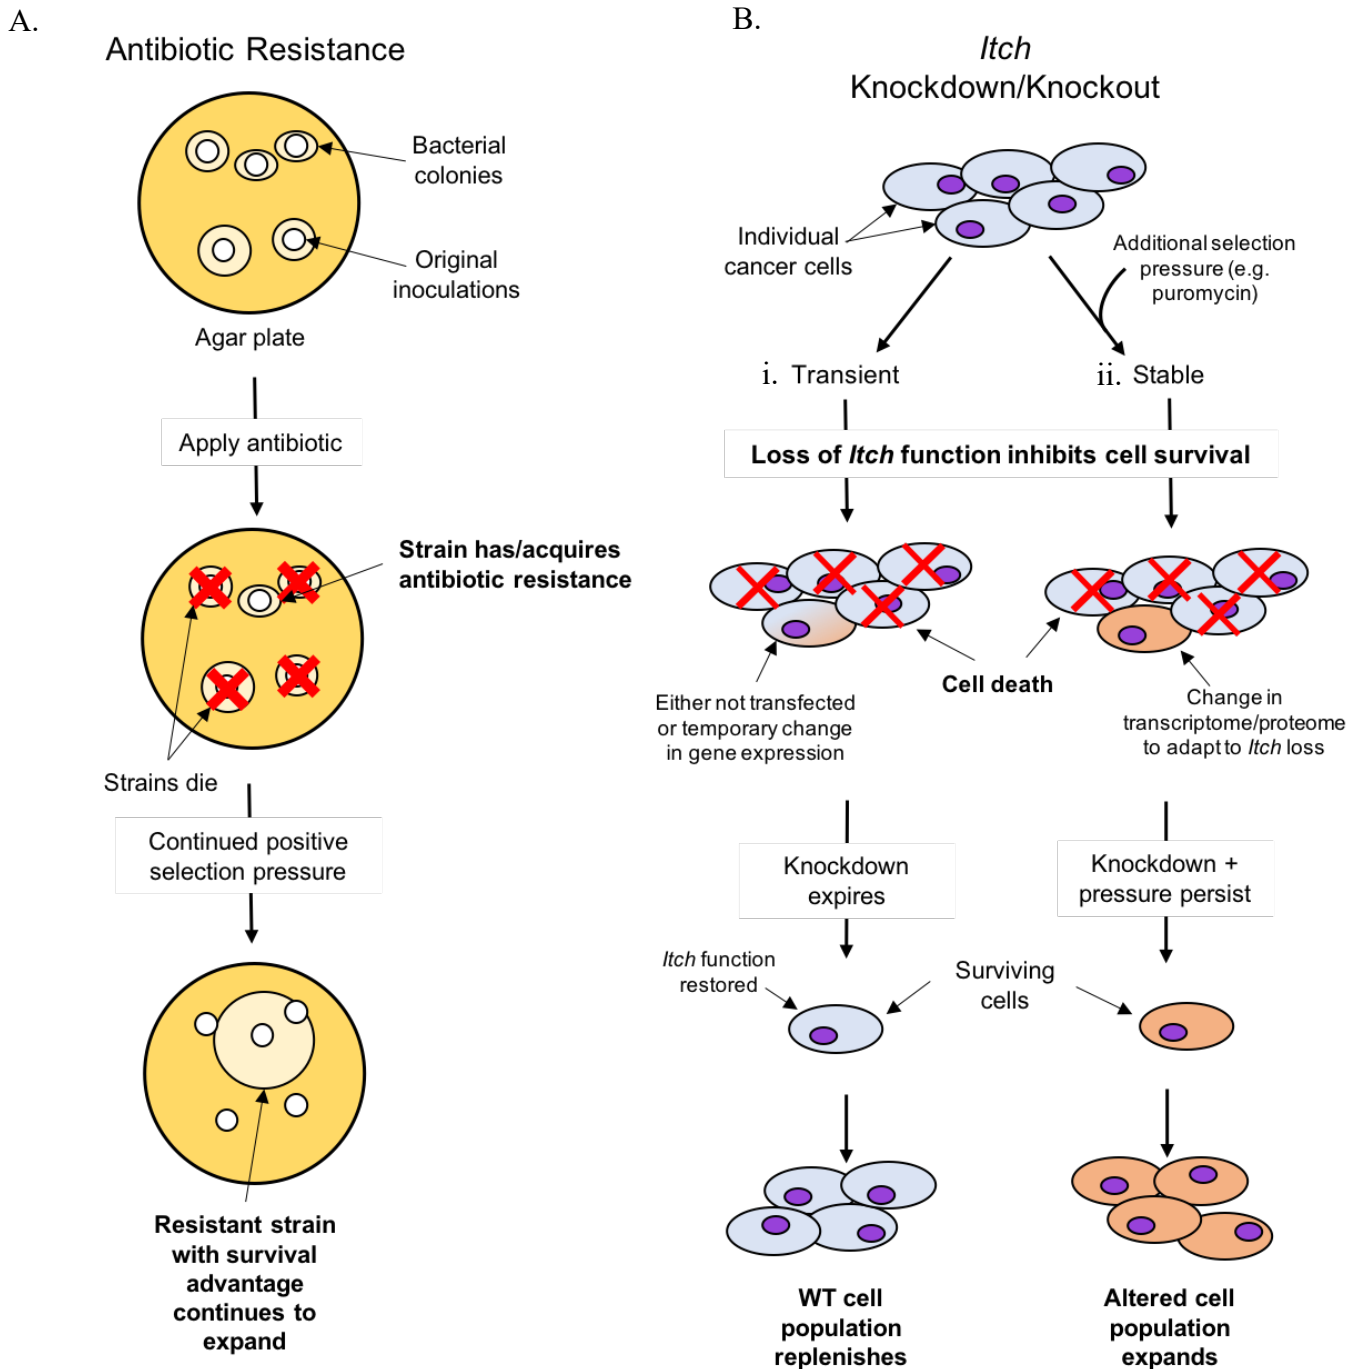 A.
Antibiotic Resistance
Bacterial
colonies
Original
inoculations
Agar plate
Apply antibiotic
Strain has/acquires
antibiotic resistance
Strains die
Continued positive
selection pressure
Resistant strain
with survival
advantage
continues to
expand
B.
Itch
Knockdown/Knockout
Individual
cancer cells
Additional selection
pressure (e.g.
puromycin)
i. Transient
ii. Stable
Loss of Itch function inhibits cell survival
Either not transfected
or temporary change
in gene expression
Cell death
Change in
transcriptome/proteome
to adapt to Itch loss
Knockdown
expires
Knockdown +
pressure persist
Itch function
restored
Surviving
cells
WT cell
population
replenishes
Altered cell
population
expands